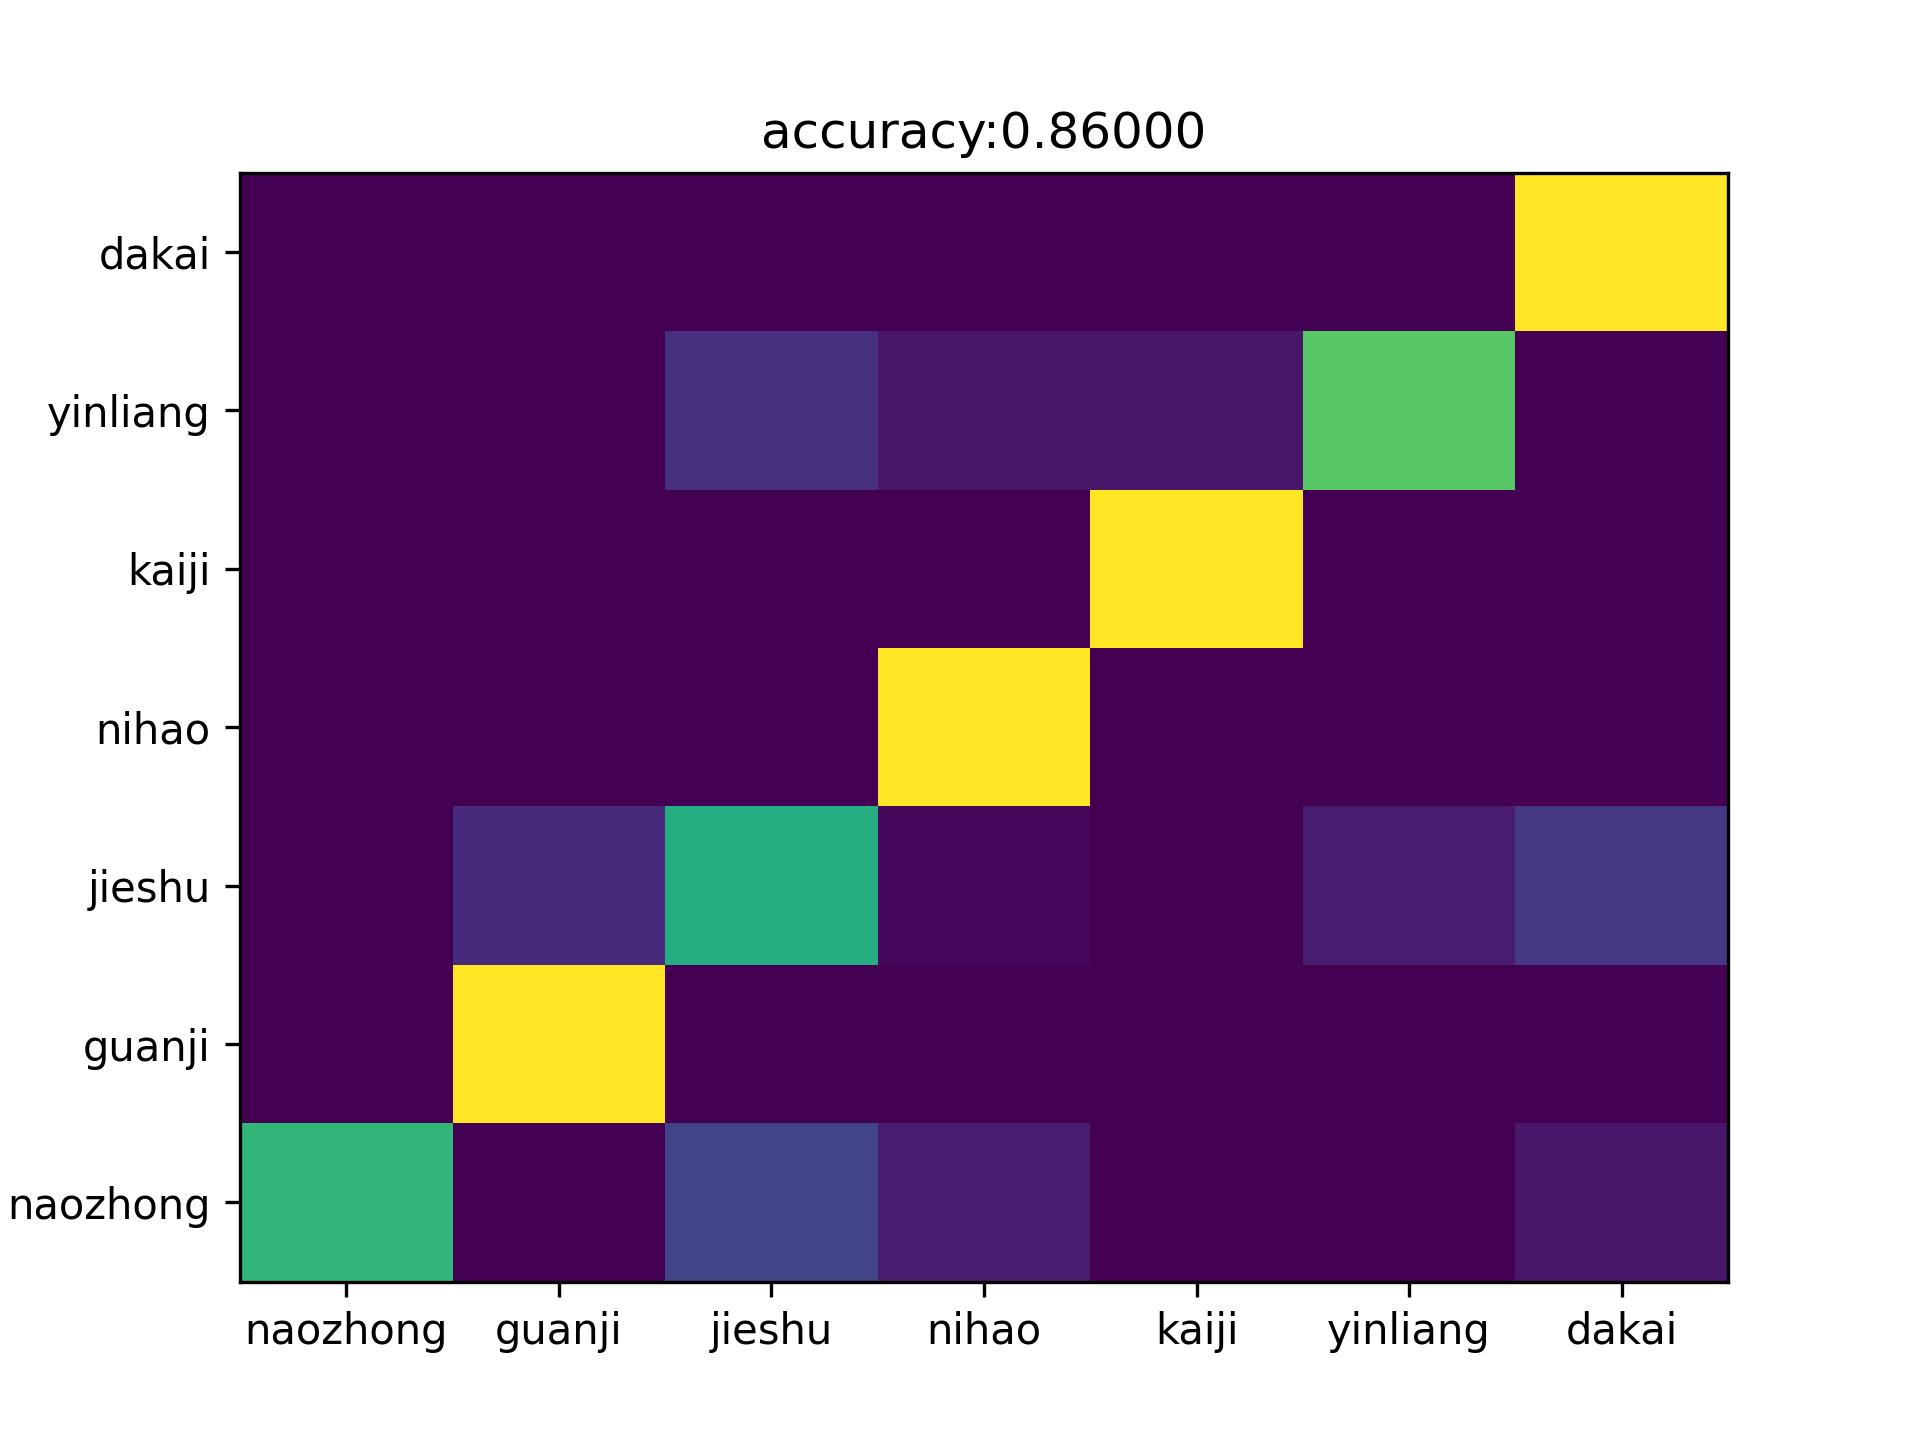 accuracy:0.86000
dakai
yinliang
kaiji
nihao
jieshu
guanji
naozhong
naozhong guanji jieshu nihao kaiji yinliang dakai